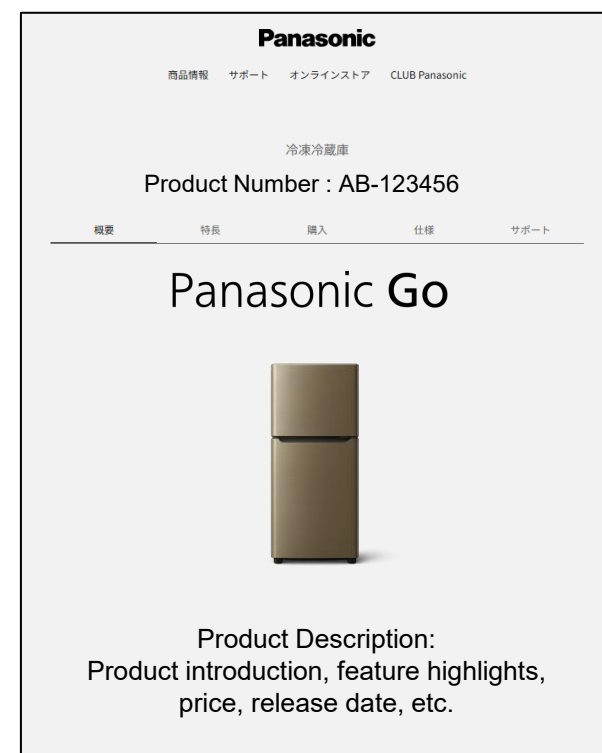 Panasonic
商品情報 サポート オンラインストア CLUB Panasonic
冷凍冷蔵庫
Product Number : AB-123456
概要 特長 購入 仕様 サポート
Panasonic Go
Product Description:
Product introduction, feature highlights,
price, release date, etc.